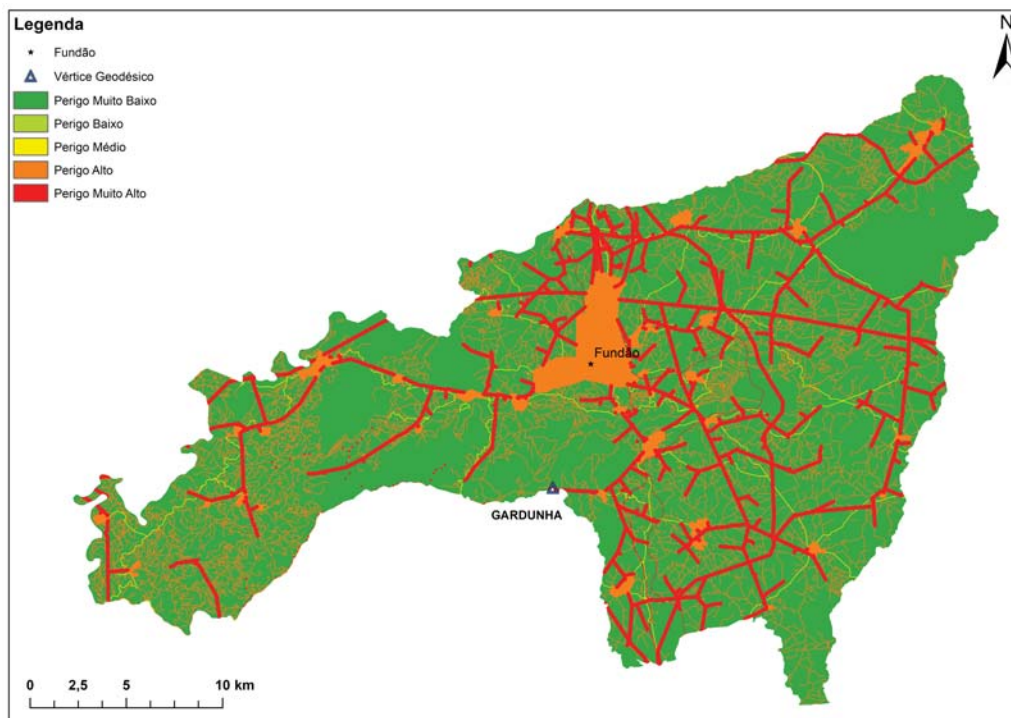 Legenda
Fundão
Vértice Geodésico
Perigo Muito Baixo
Perigo Baixo
Perigo Médio
Perigo Alto
Perigo Muito Alto
N
Fundão
GARDUNHA
0 2,5 5 10 km